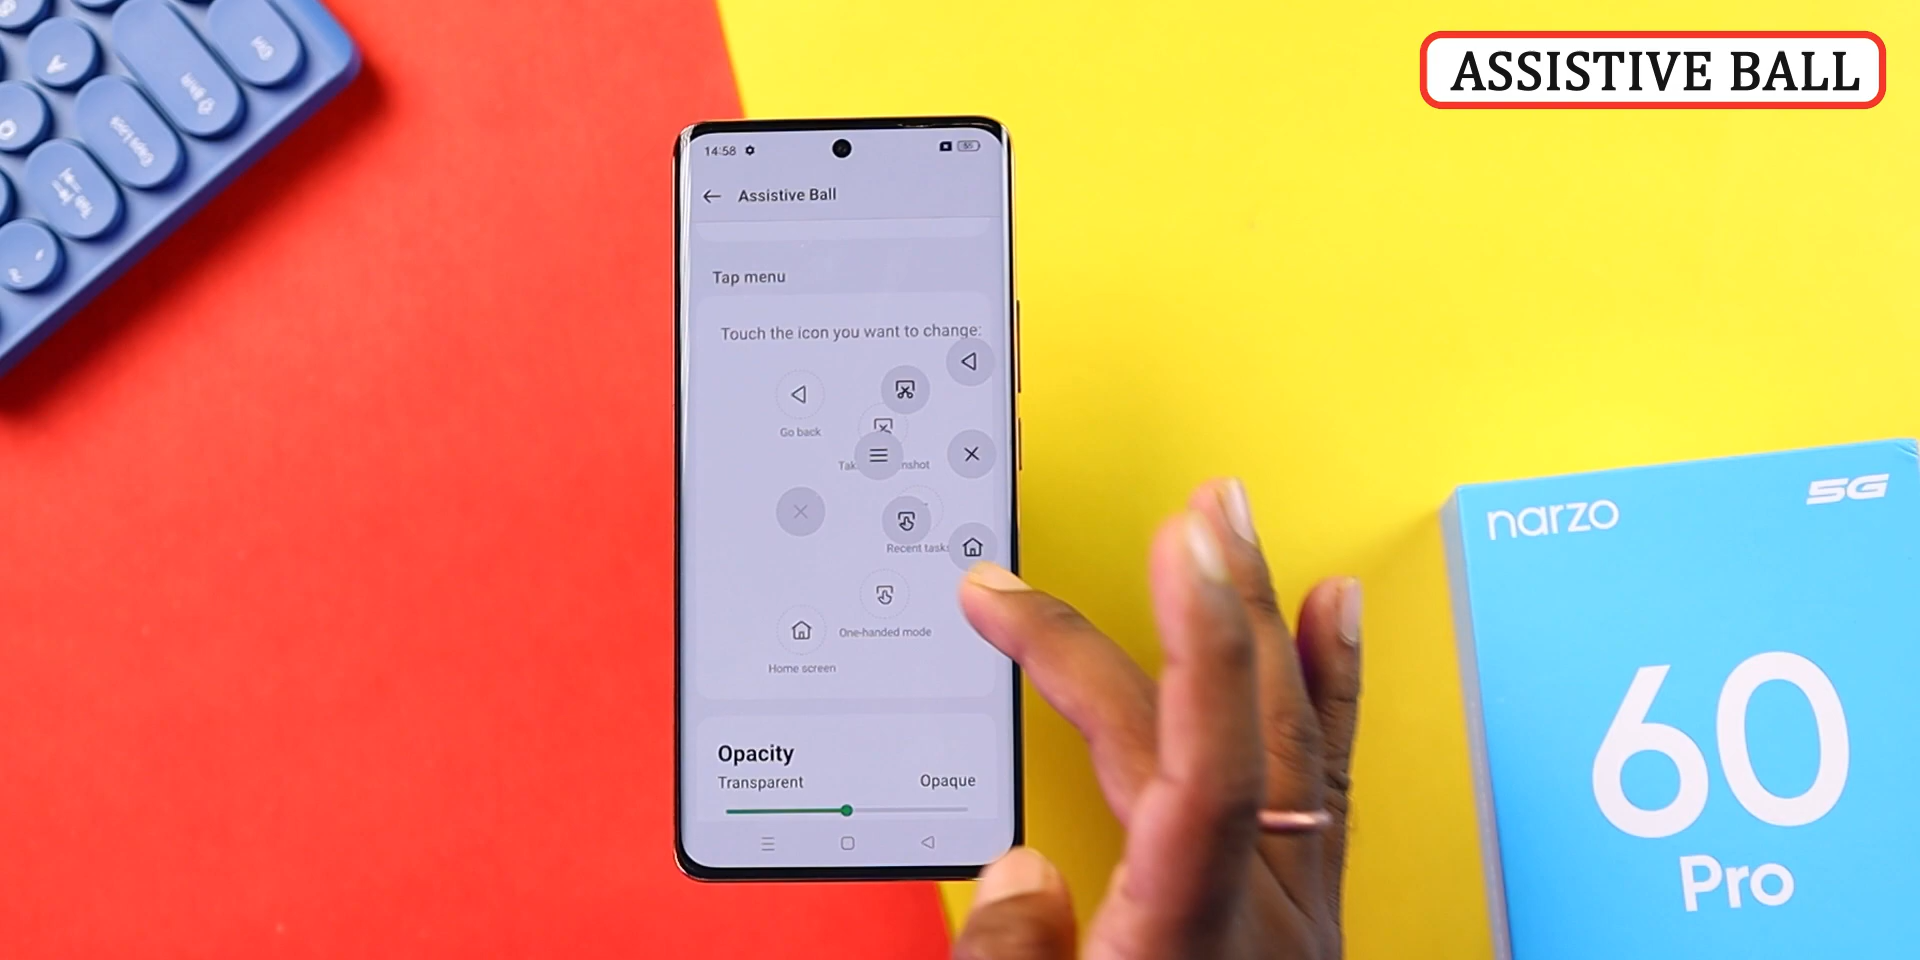 ASSISTIVE BALL
14:58
55
Assistive Ball
Tap menu
Touch the icon you want to change:
Go back
Recent tasks
One-handed mode
Home screen
Opacity
Transparent
Opaque
narzo
5G
60
Pro